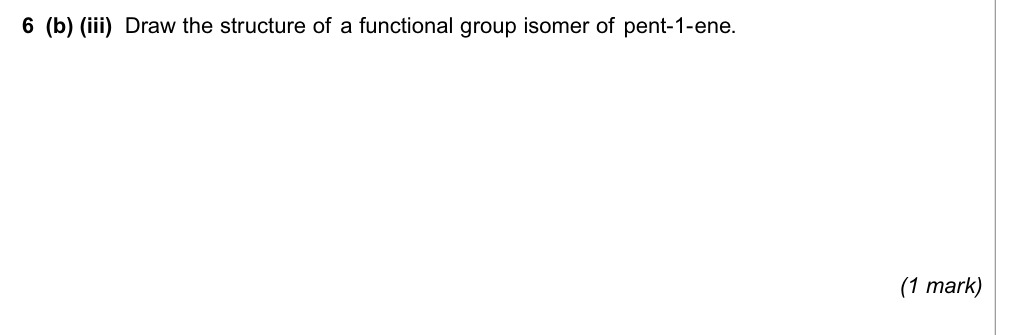 6 (b) (iii) Draw the structure of a functional group isomer of pent-1-ene.
(1 mark)